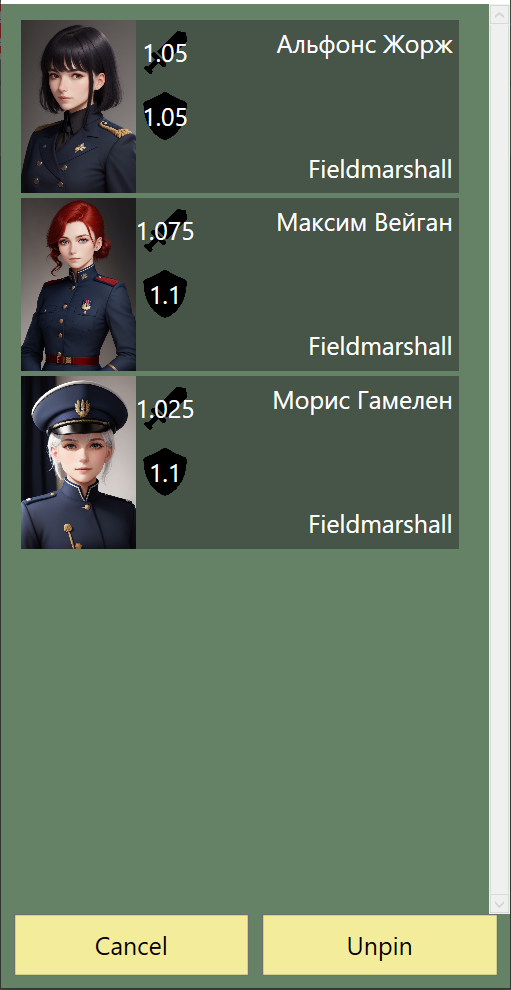 1.05
Альфонс Жорж
1.05
Fieldmarshall
1.075
Максим Вейган
1.1
Fieldmarshall
1.025
Морис Гамелен
1.1
Fieldmarshall
Cancel
Unpin